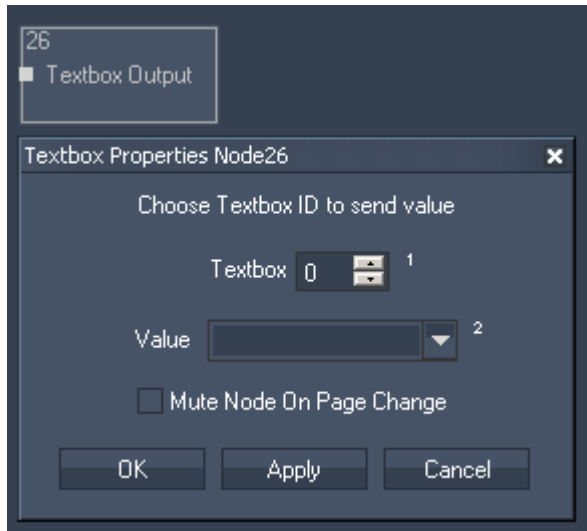 26
Textbox Output
Textbox Properties Node26
Choose Textbox ID to send value
Textbox 0 1
Value 2
Mute Node On Page Change
OK Apply Cancel